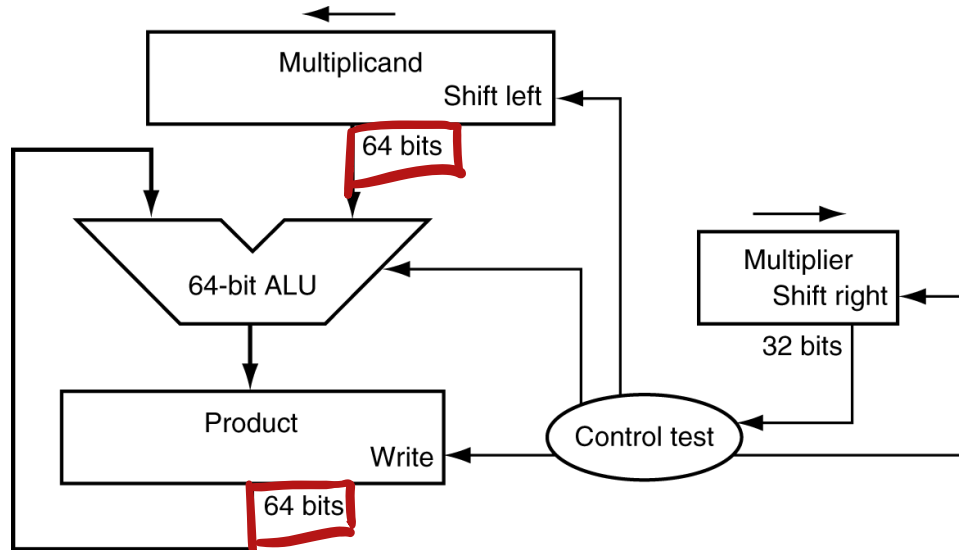 Multiplicand
Shift left
64 bits
64-bit ALU
Multiplier
Shift right
32 bits
Product
Write
Control test
64 bits